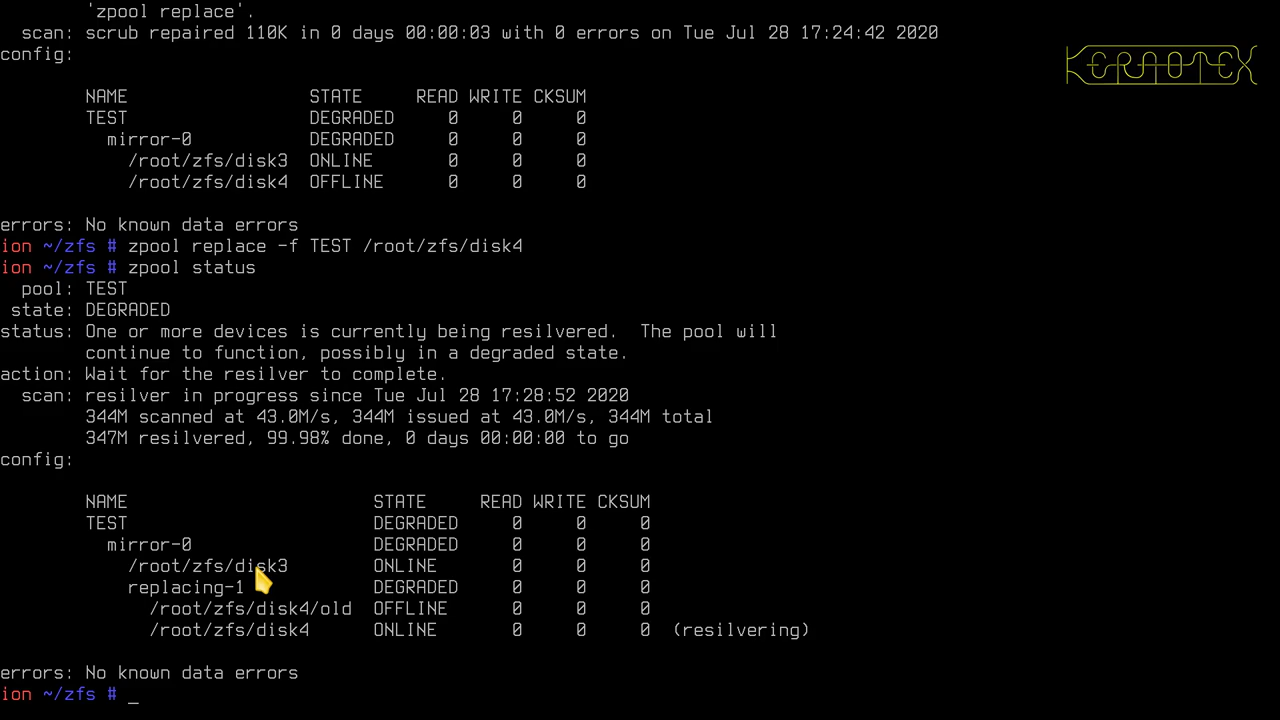 'zpool replace'.
scan: scrub repaired 110K in 0 days 00:00:03 with 0 errors on Tue Jul 28 17:24:42 2020
config:
KERAOTEX
NAME STATE READ WRITE CKSUM
TEST DEGRADED 0 0 0
mirror-0 DEGRADED 0 0 0
/root/zfs/disk3 ONLINE 0 0 0
/root/zfs/disk4 OFFLINE 0 0 0
errors: No known data errors
ion ~/zfs # zpool replace -f TEST /root/zfs/disk4
ion ~/zfs # zpool status
pool: TEST
state: DEGRADED
status: One or more devices is currently being resilvered. The pool will
continue to function, possibly in a degraded state.
action: Wait for the resilver to complete.
scan: resilver in progress since Tue Jul 28 17:28:52 2020
344M scanned at 43.0M/s, 344M issued at 43.0M/s, 344M total
347M resilvered, 99.98% done, 0 days 00:00:00 to go
config:
NAME STATE READ WRITE CKSUM
TEST DEGRADED 0 0 0
mirror-0 DEGRADED 0 0 0
/root/zfs/disk3 ONLINE 0 0 0
replacing-1 DEGRADED 0 0 0
/root/zfs/disk4/old OFFLINE 0 0 0
/root/zfs/disk4 ONLINE 0 0 0 (resilvering)
errors: No known data errors
ion ~/zfs # _